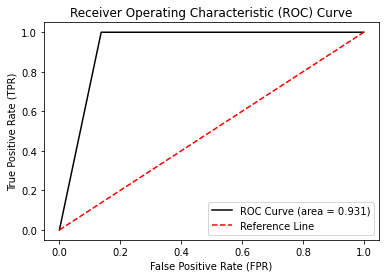 Receiver Operating Characteristic (ROC) Curve
True Positive Rate (TPR)
1.0
0.8
0.6
0.4
0.2
0.0
ROC Curve (area = 0.931)
Reference Line
0.0 0.2 0.4 0.6 0.8 1.0
False Positive Rate (FPR)